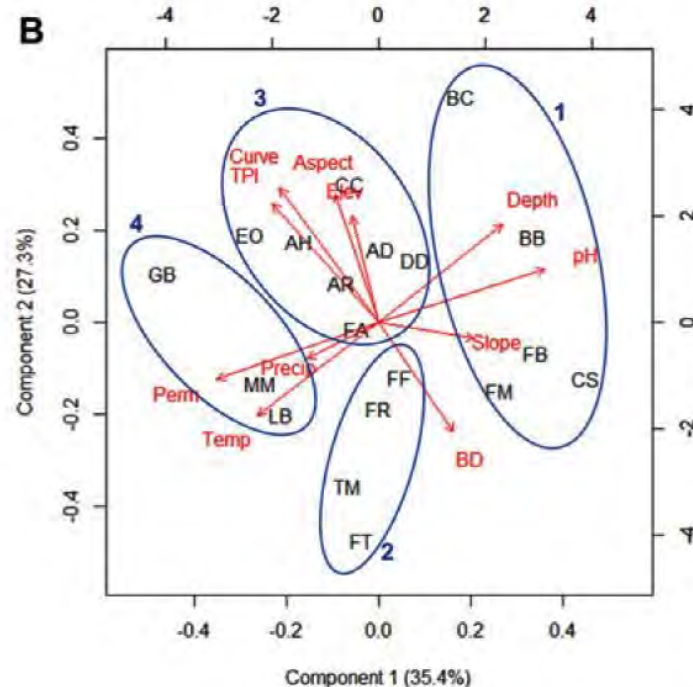 B
-4 -2 0 2 4
3
1
BC
Curve Aspect
TPI
CC
Elev
Depth
EO AH AD
BB
DD
pH
4
GB
AR
FA
Slope
FB
Precip
Perm
MM
FF
FM
CS
LB
FR
Temp
BD
TM
FT
2
0.4
0.2
0.0
-0.2
-0.4
4
2
0
-2
-4
-0.4 -0.2 0.0 0.2 0.4
Component 2 (27.3%)
Component 1 (35.4%)